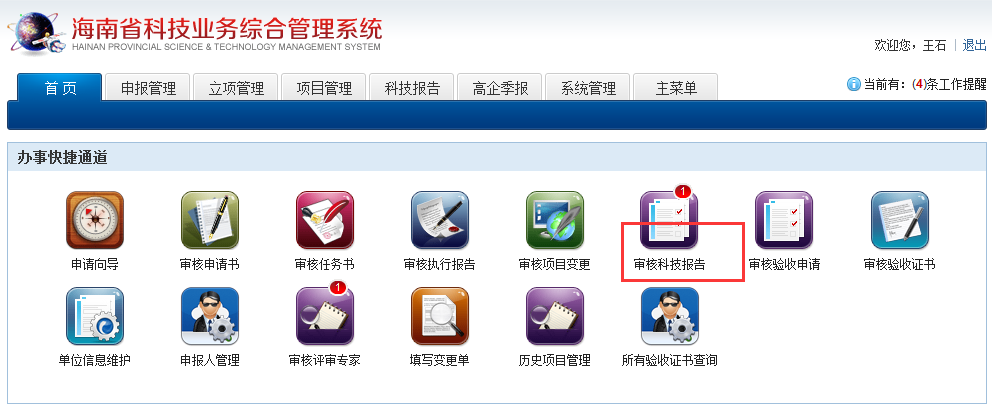 海南省科技业务综合管理系统
HAINAN PROVINCIAL SCIENCE & TECHNOLOGY MANAGEMENT SYSTEM
欢迎您，王石 | 退出
首 页 申报管理 立项管理 项目管理 科技报告 高企季报 系统管理 主菜单
当前有：(4)条工作提醒
办事快捷通道
1
申请向导 审核申请书 审核任务书 审核执行报告 审核项目变更 审核科技报告 审核验收申请 审核验收证书
1
单位信息维护 申报人管理 审核评审专家 填写变更单 历史项目管理 所有验收证书查询